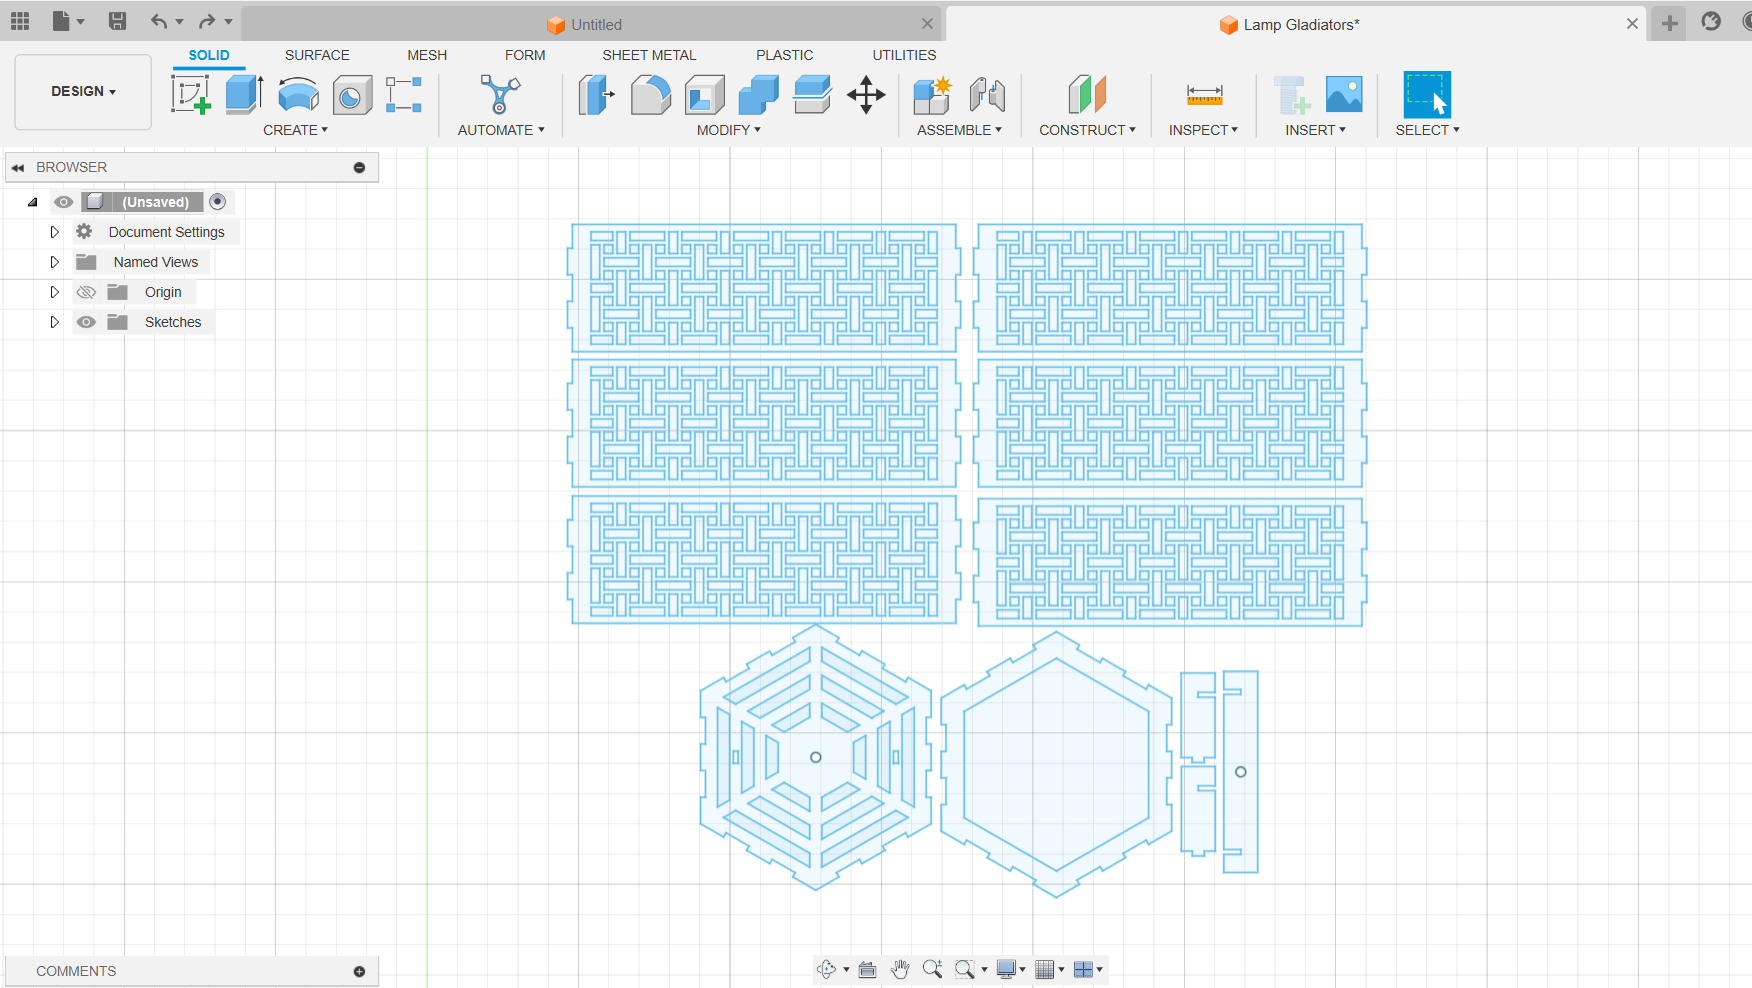 Untitled
Lamp Gladiators*
DESIGN
SOLID SURFACE MESH FORM SHEET METAL PLASTIC UTILITIES
CREATE AUTOMATE MODIFY ASSEMBLE CONSTRUCT INSPECT INSERT SELECT
BROWSER
(Unsaved)
Document Settings
Named Views
Origin
Sketches
COMMENTS